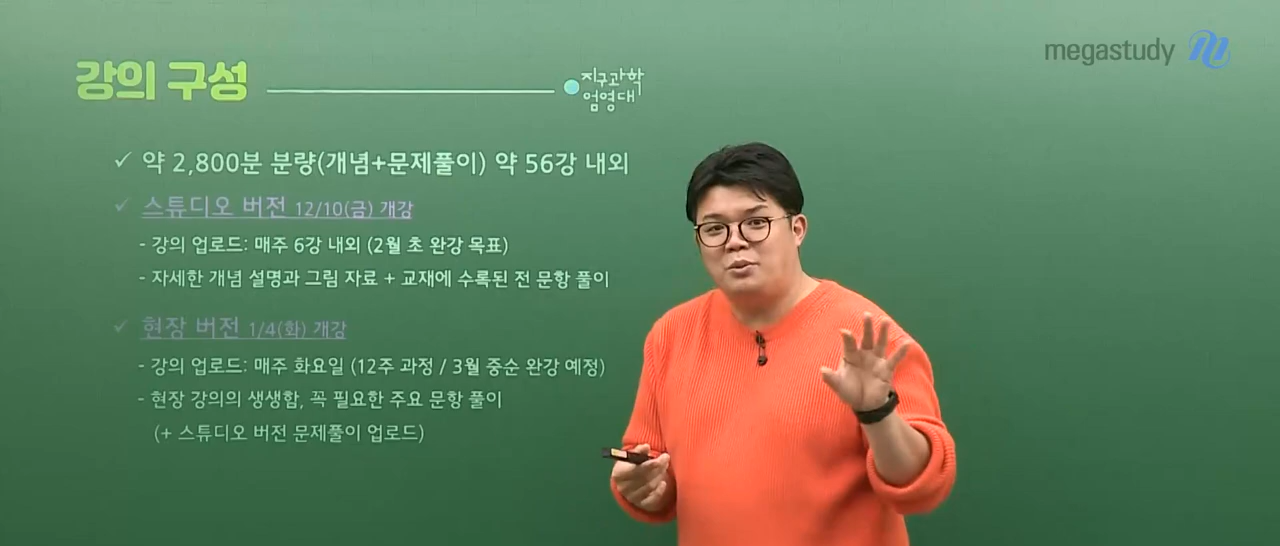 megastudy
강의 구성
지구과학
엄영대
✓ 약 2,800분 분량(개념+문제풀이) 약 56강 내외
✓ 스튜디오 버전 12/10(금) 개강
- 강의 업로드: 매주 6강 내외 (2월 초 완강 목표)
- 자세한 개념 설명과 그림 자료 + 교재에 수록된 전 문항 풀이
✓ 현장 버전 1/4(화) 개강
- 강의 업로드: 매주 화요일 (12주 과정 / 3월 중순 완강 예정)
- 현장 강의의 생생함, 꼭 필요한 주요 문항 풀이
(+ 스튜디오 버전 문제풀이 업로드)